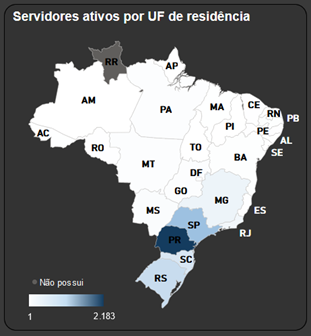 Servidores ativos por UF de residência
RR
AP
AM
PA
MA
CE
RN
PB
PI
PE
AC
AL
RO
TO
SE
MT
BA
DF
GO
MG
MS
ES
SP
RJ
PR
SC
RS
Não possui
1 2.183